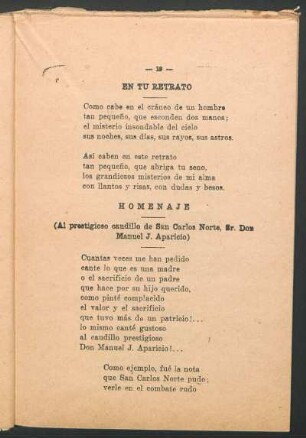 — 19 —
EN TU RETRATO
Como cabe en el cráneo de un hombre
tan pequeño, que esconden dos manos;
el misterio insondable del cielo
sus noches, sus días, sus rayos, sus astros.
Así caben en este retrato
tan pequeño, que abriga tu seno,
los grandiosos misterios de mi alma
con llantos y risas, con dudas y besos.
HOMENAJE
(Al prestigioso caudillo de San Carlos Norte, Sr. Don
Manuel J. Aparicio)
Cuantas veces me han pedido
cante lo que es una madre
o el sacrificio de un padre
que hace por su hijo querido,
como pinté complacido
el valor y el sacrificio
que tuvo más de un patricio!...
lo mismo canté gustoso
al caudillo prestigioso
Don Manuel J. Aparicio!...
Como ejemplo, fué la nota
que San Carlos Norte pudo;
verle en el combate rudo